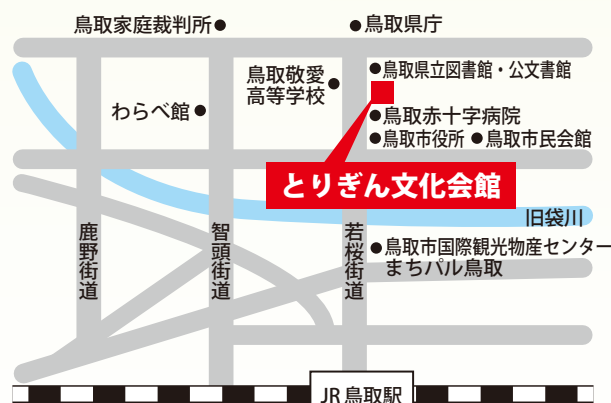 鳥取家庭裁判所
鳥取県庁
鳥取敬愛
高等学校
鳥取県立図書館・公文書館
わらべ館
鳥取赤十字病院
鳥取市役所
鳥取市民会館
とりぎん文化会館
旧袋川
鹿野街道
智頭街道
若桜街道
鳥取市国際観光物産センター
まちパル鳥取
JR鳥取駅